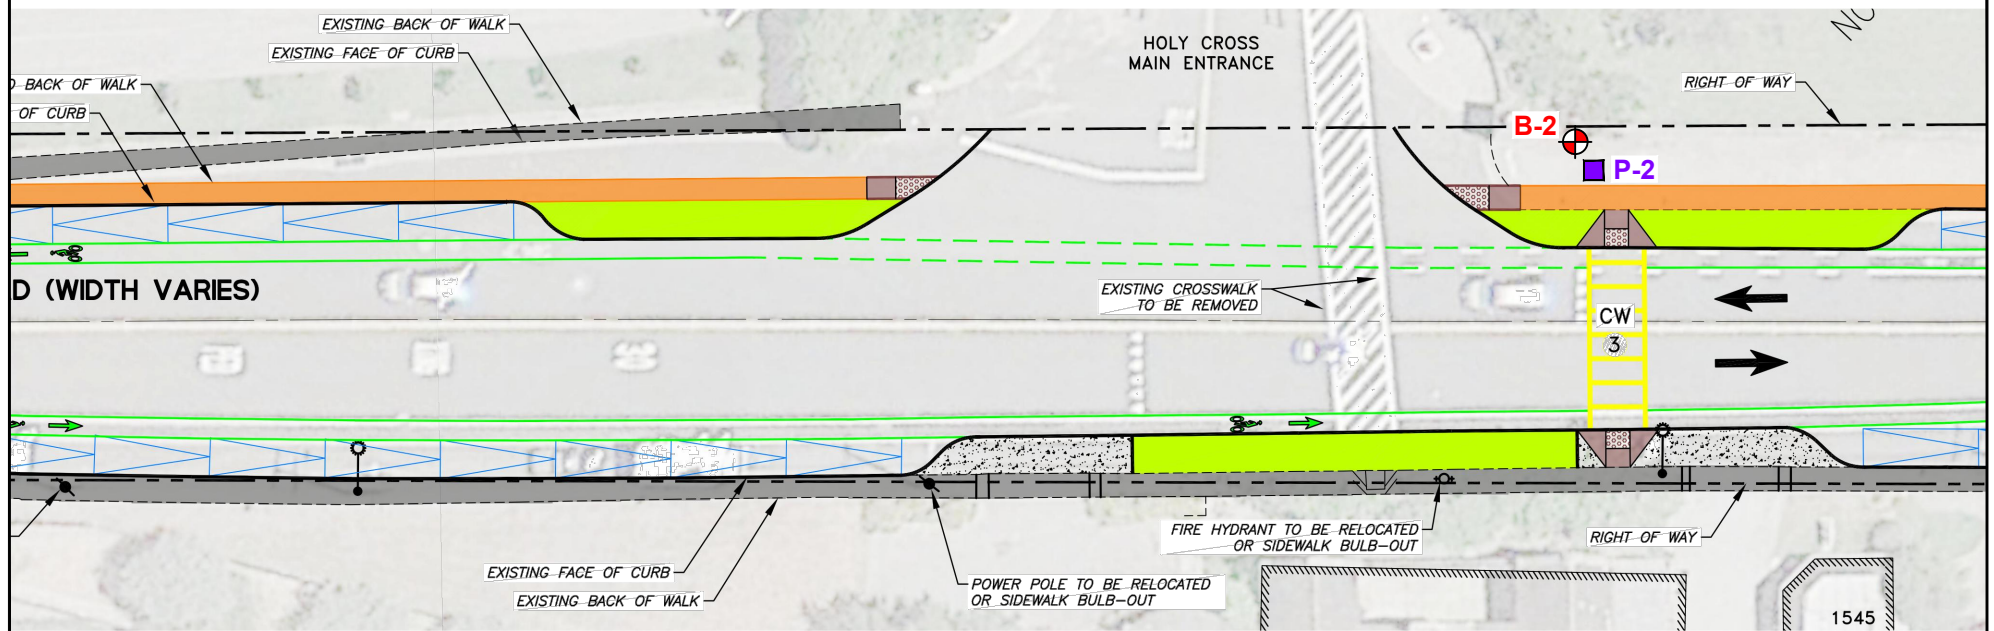 EXISTING BACK OF WALK
EXISTING FACE OF CURB
BACK OF WALK
OF CURB
HOLY CROSS
MAIN ENTRANCE
RIGHT OF WAY
B-2
P-2
D (WIDTH VARIES)
EXISTING CROSSWALK
TO BE REMOVED
CW
3
FIRE HYDRANT TO BE RELOCATED
OR SIDEWALK BULB-OUT
RIGHT OF WAY
EXISTING FACE OF CURB
EXISTING BACK OF WALK
POWER POLE TO BE RELOCATED
OR SIDEWALK BULB-OUT
1545